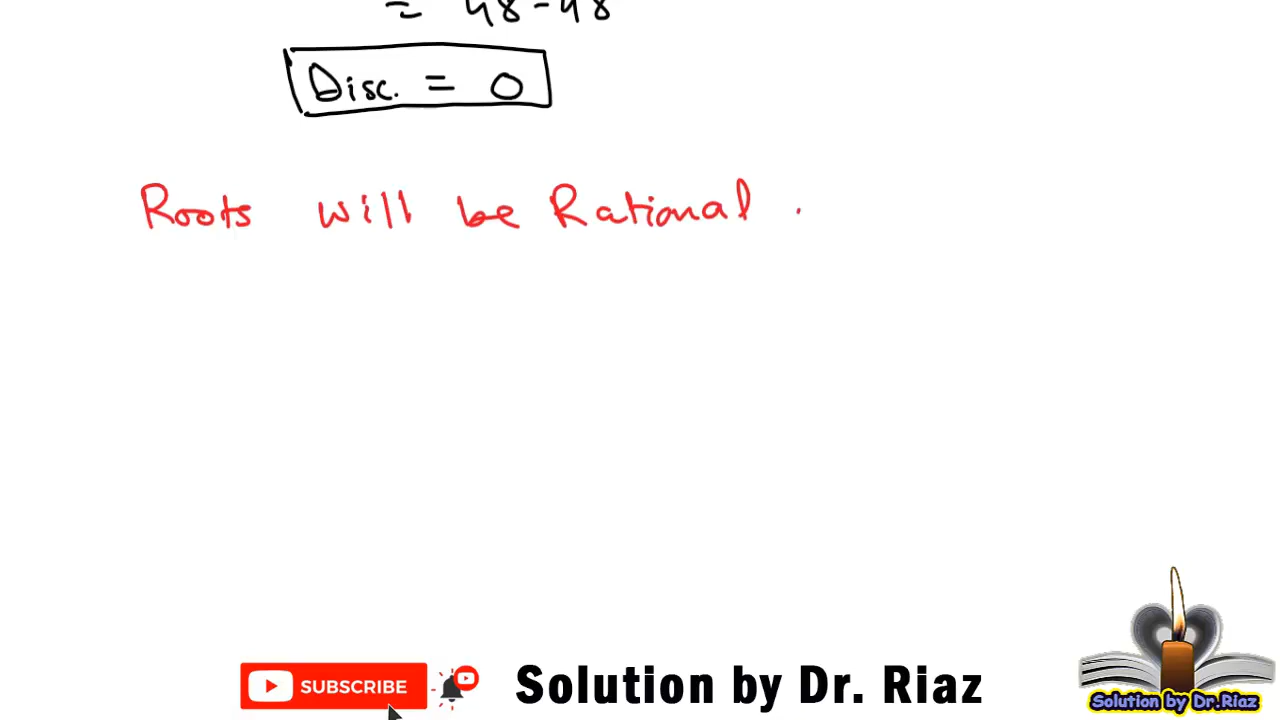 = 48-48
Disc. = 0
Roots will be Rational .
SUBSCRIBE
Solution by Dr. Riaz
Solution by Dr.Riaz